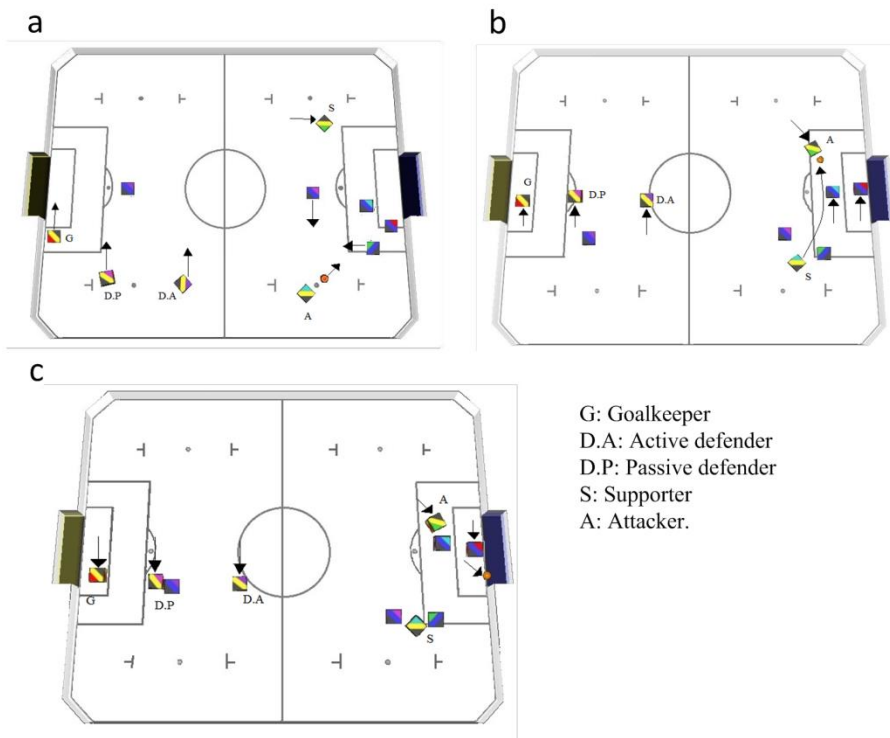 a
S
G
D.P
D.A
A
b
A
G
D.P
D.A
S
c
A
G
D.P
D.A
S
G: Goalkeeper
D.A: Active defender
D.P: Passive defender
S: Supporter
A: Attacker.